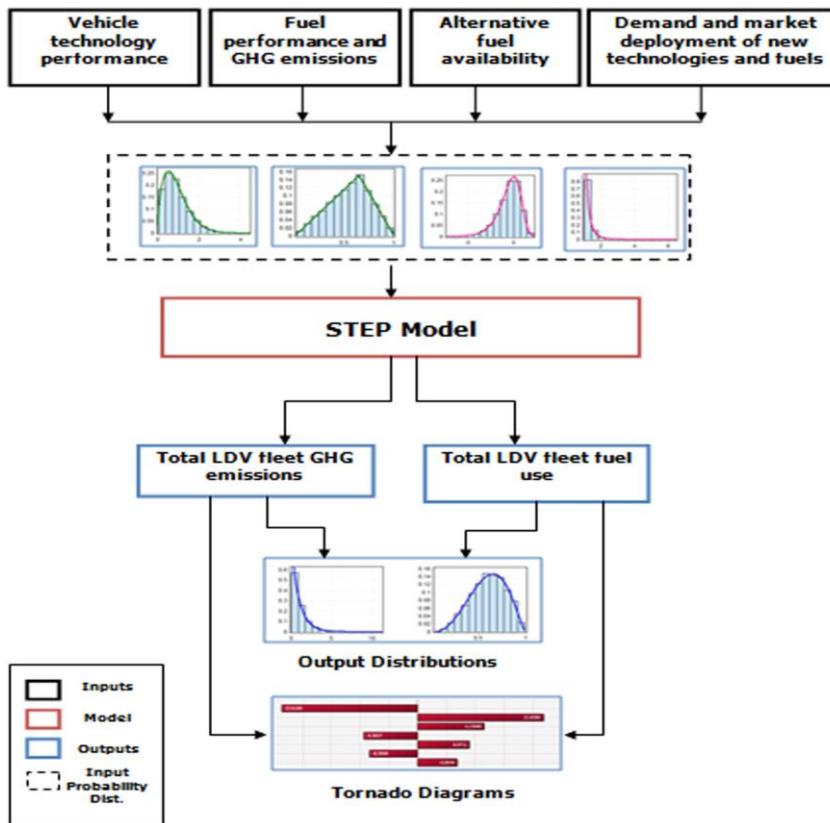 Vehicle
technology
performance
Fuel
performance and
GHG emissions
Alternative
fuel
availability
Demand and market
deployment of new
technologies and fuels
STEP Model
Total LDV fleet GHG
emissions
Total LDV fleet fuel
use
Output Distributions
Tornado Diagrams
Inputs
Model
Outputs
Input
Probability
Dist.